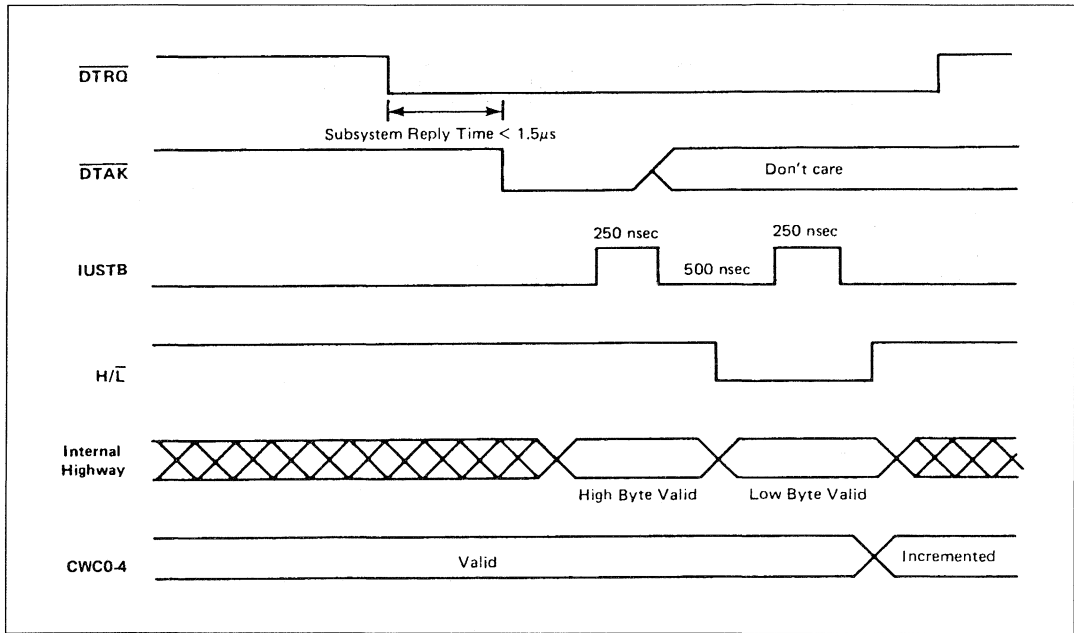 DTRQ
Subsystem Reply Time < 1.5μs
DTAK
Don't care
250 nsec
250 nsec
IUSTB
500 nsec
H/L
Internal
Highway
High Byte Valid
Low Byte Valid
CWC0-4
Valid
Incremented